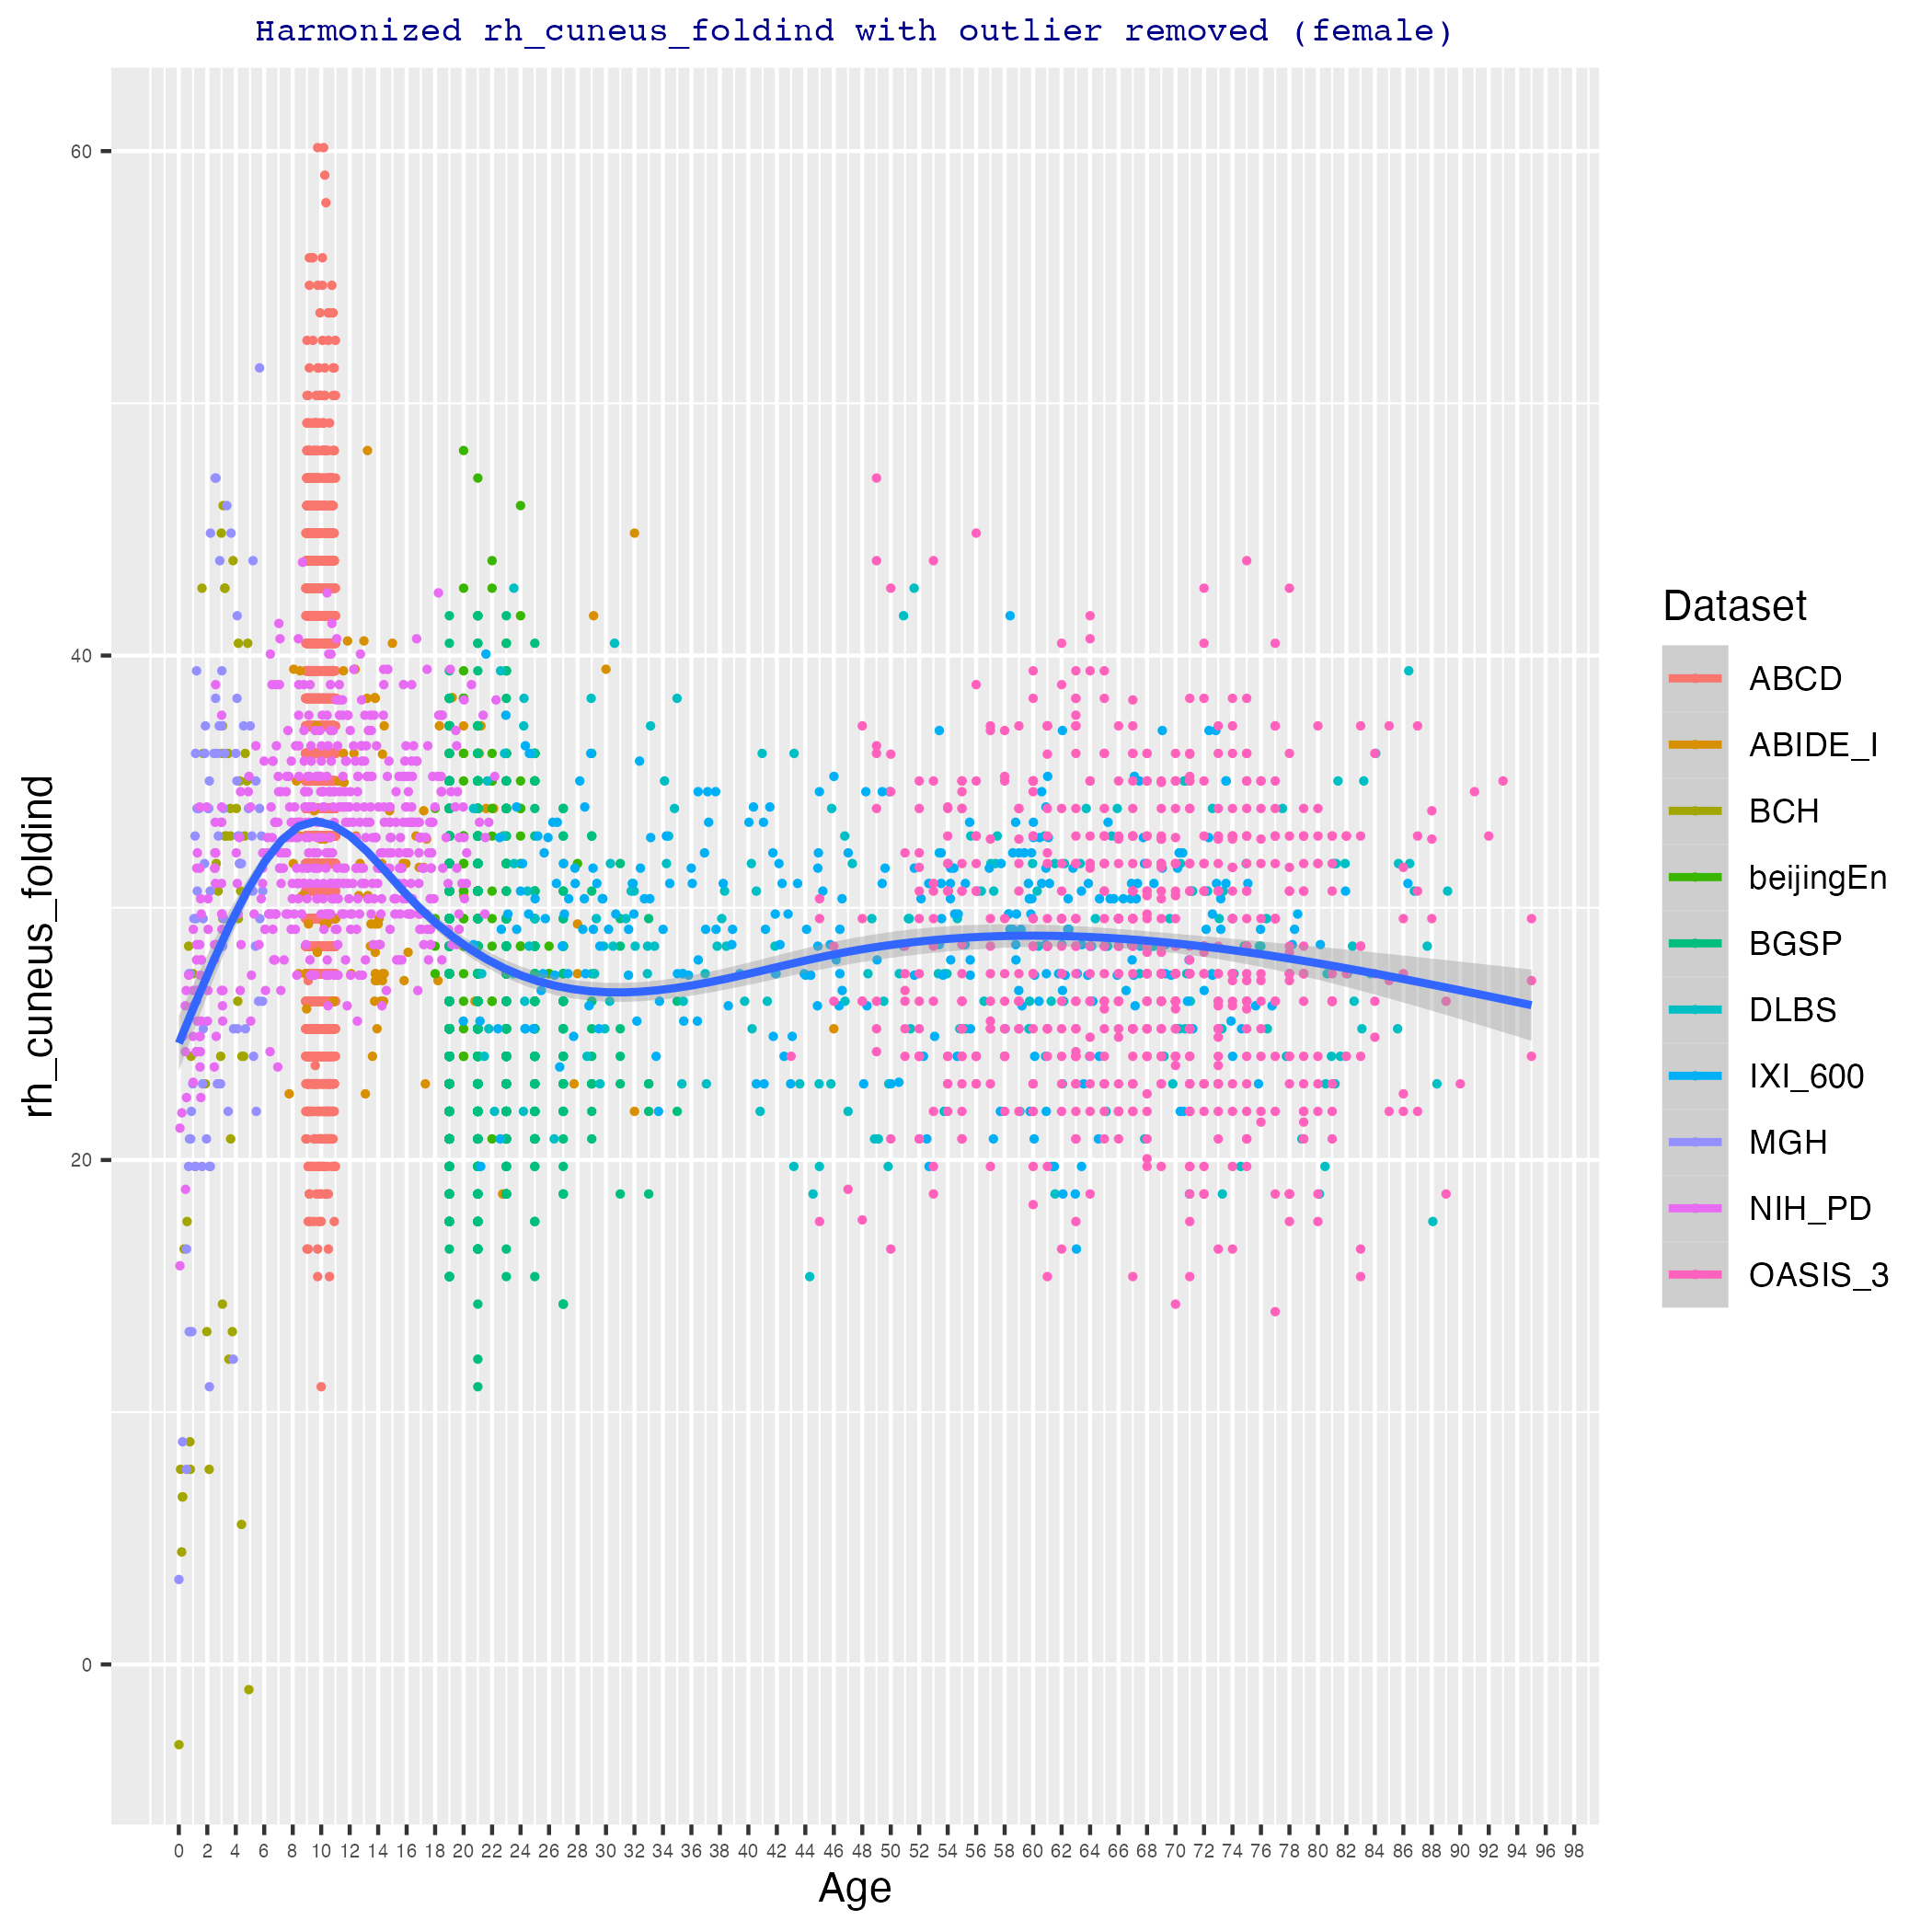 Harmonized rh_cuneus_foldind with outlier removed (female)
rh_cuneus_foldind
60
40
20
0
0 2 4 6 8 10 12 14 16 18 20 22 24 26 28 30 32 34 36 38 40 42 44 46 48 50 52 54 56 58 60 62 64 66 68 70 72 74 76 78 80 82 84 86 88 90 92 94 96 98
Age
Dataset
ABCD
ABIDE_I
BCH
beijingEn
BGSP
DLBS
IXI_600
MGH
NIH_PD
OASIS_3